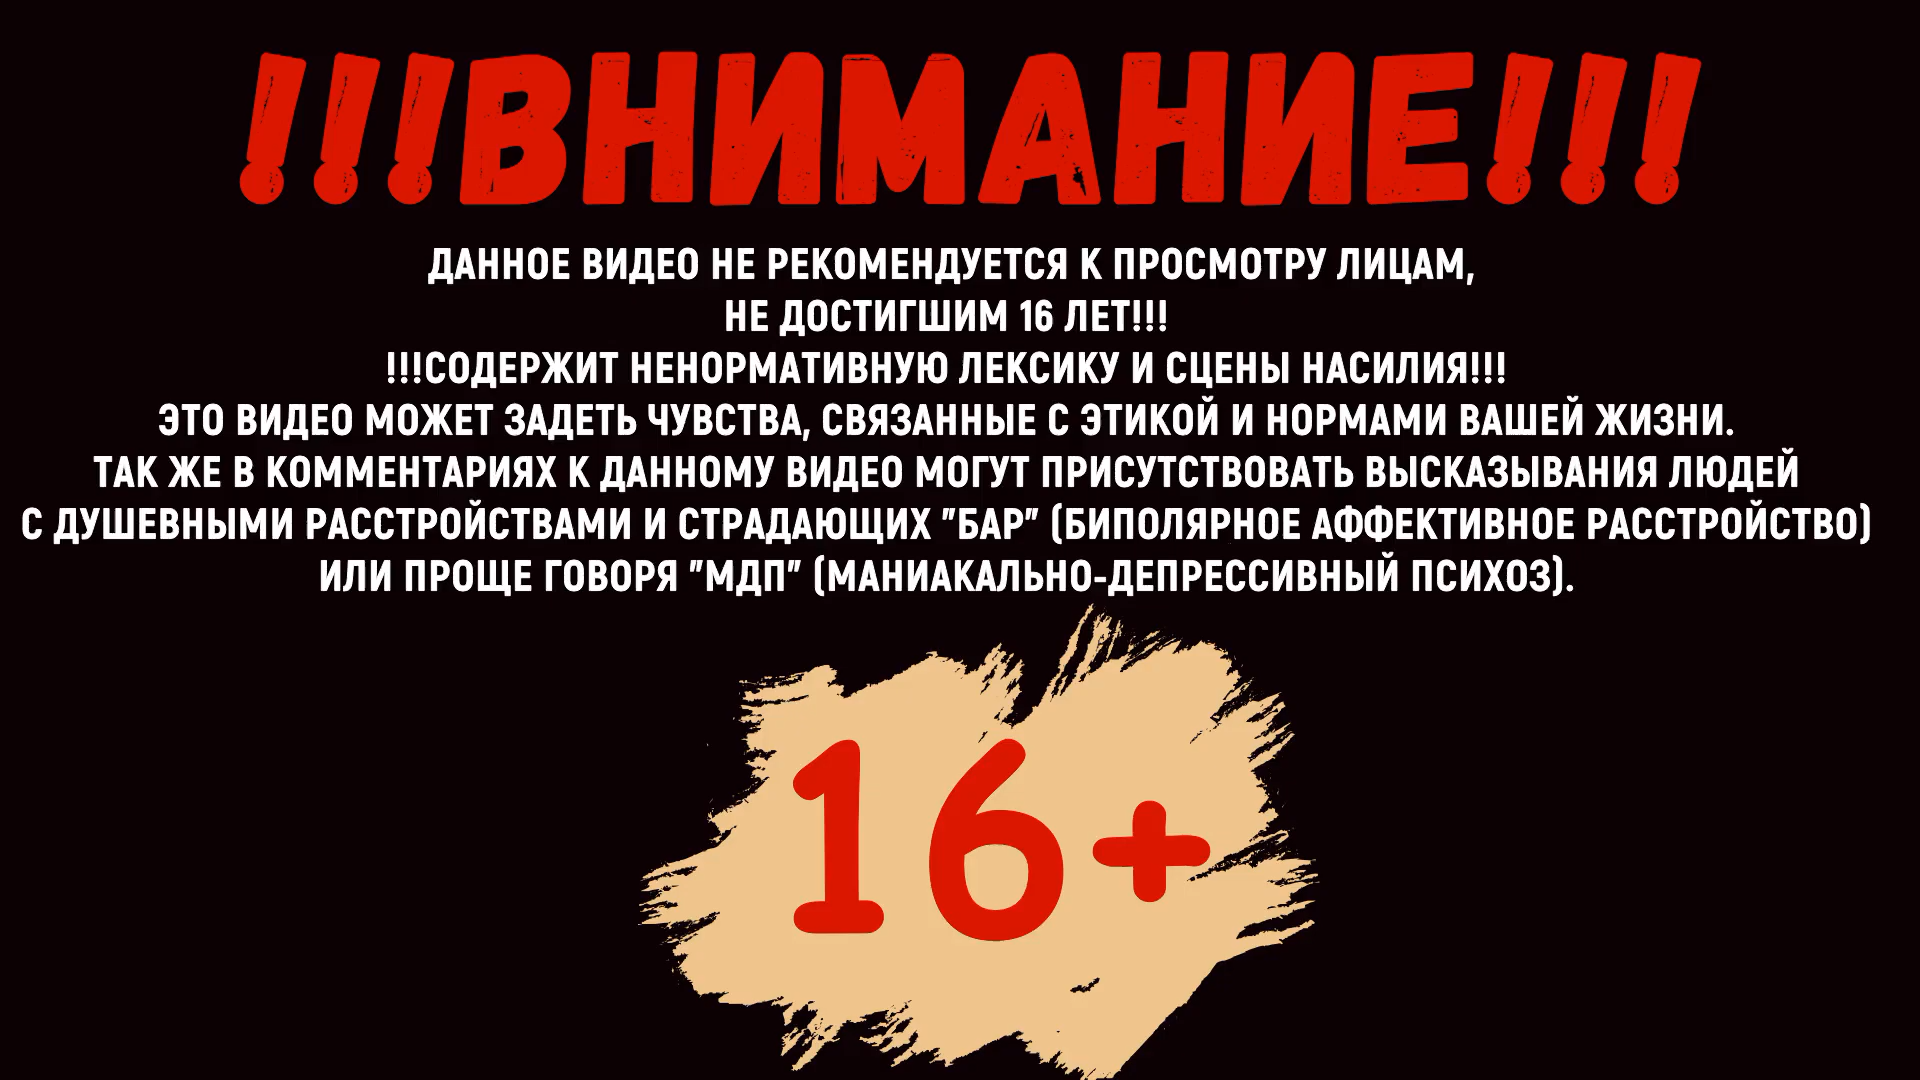 !!!ВНИМАНИЕ!!!
ДАННОЕ ВИДЕО НЕ РЕКОМЕНДУЕТСЯ К ПРОСМОТРУ ЛИЦАМ,
НЕ ДОСТИГШИМ 16 ЛЕТ!!!
!!!СОДЕРЖИТ НЕНОРМАТИВНУЮ ЛЕКСИКУ И СЦЕНЫ НАСИЛИЯ!!!
ЭТО ВИДЕО МОЖЕТ ЗАДЕТЬ ЧУВСТВА, СВЯЗАННЫЕ С ЭТИКОЙ И НОРМАМИ ВАШЕЙ ЖИЗНИ.
ТАК ЖЕ В КОММЕНТАРИЯХ К ДАННОМУ ВИДЕО МОГУТ ПРИСУТСТВОВАТЬ ВЫСКАЗЫВАНИЯ ЛЮДЕЙ
С ДУШЕВНЫМИ РАССТРОЙСТВАМИ И СТРАДАЮЩИХ "БАР" (БИПОЛЯРНОЕ АФФЕКТИВНОЕ РАССТРОЙСТВО)
ИЛИ ПРОЩЕ ГОВОРЯ "МДП" (МАНИАКАЛЬНО-ДЕПРЕССИВНЫЙ ПСИХОЗ).
16+